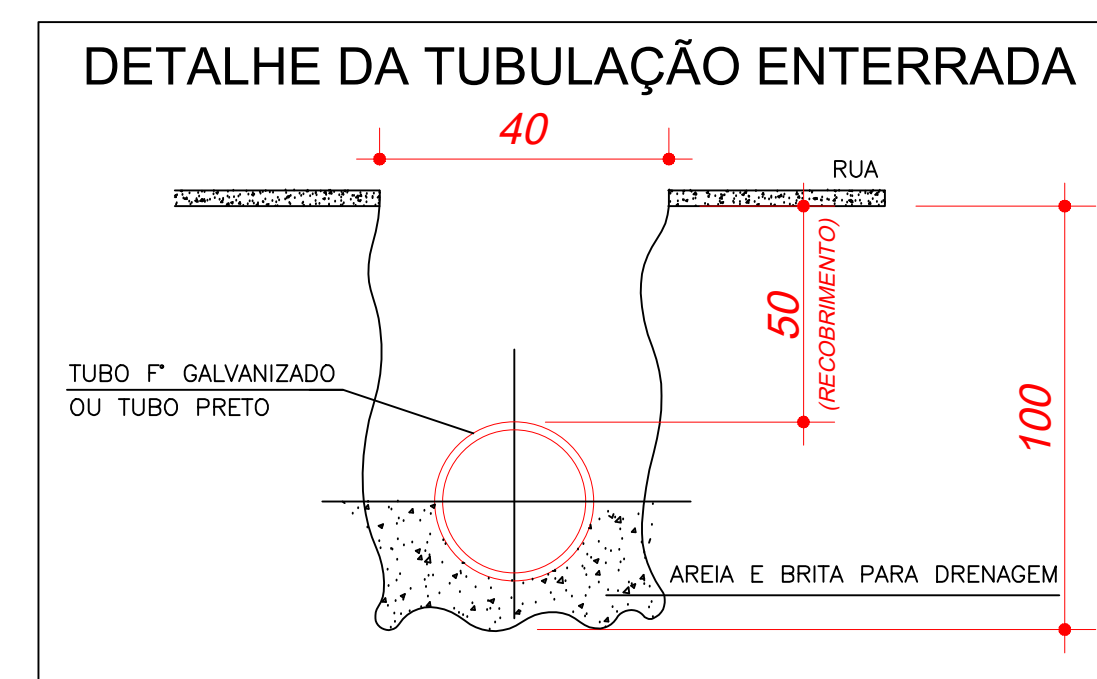 DETALHE DA TUBULAÇÃO ENTERRADA
40
RUA
50
(RECOBRIMENTO)
100
TUBO F° GALVANIZADO
OU TUBO PRETO
AREIA E BRITA PARA DRENAGEM